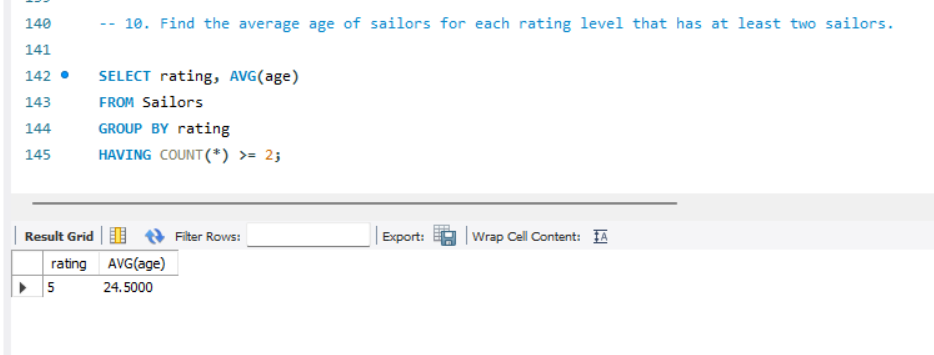 140 -- 10. Find the average age of sailors for each rating level that has at least two sailors.
141
142 SELECT rating, AVG(age)
143 FROM Sailors
144 GROUP BY rating
145 HAVING COUNT(*) >= 2;
Result Grid Filter Rows: Export: Wrap Cell Content: IA
rating AVG(age)
5 24.5000